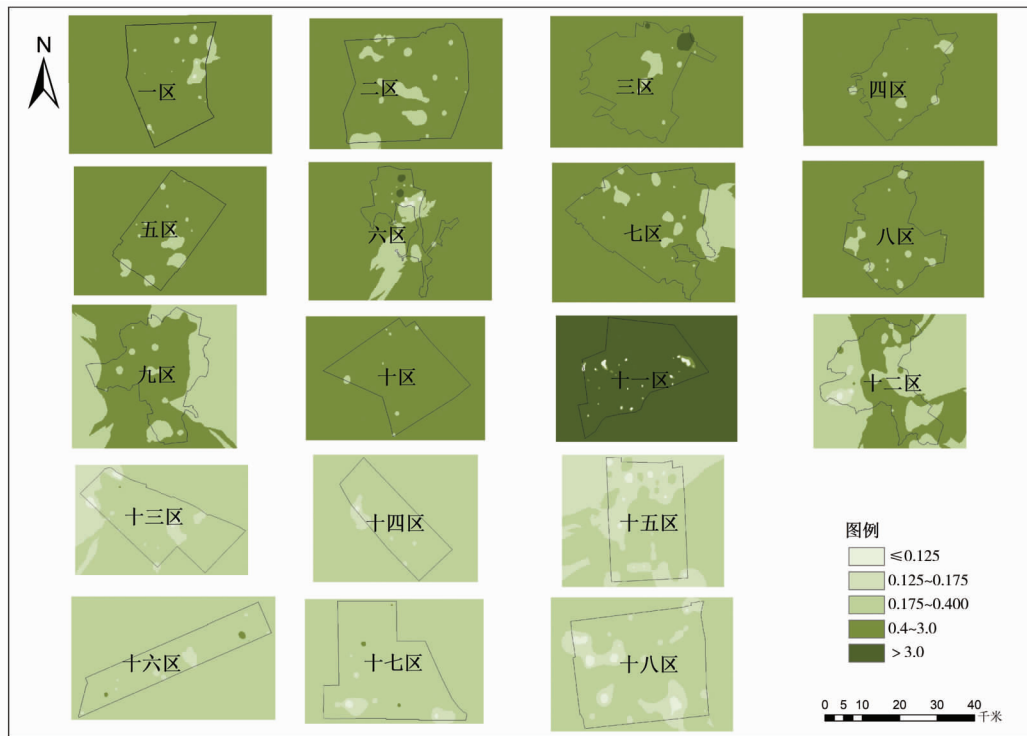 N
一区
二区
三区
四区
五区
六区
七区
八区
九区
十区
十一区
十二区
十三区
十四区
十五区
图例
≤0.125
0.125~0.175
0.175~0.400
0.4~3.0
>3.0
十六区
十七区
十八区
0 5 10 20 30 40
千米